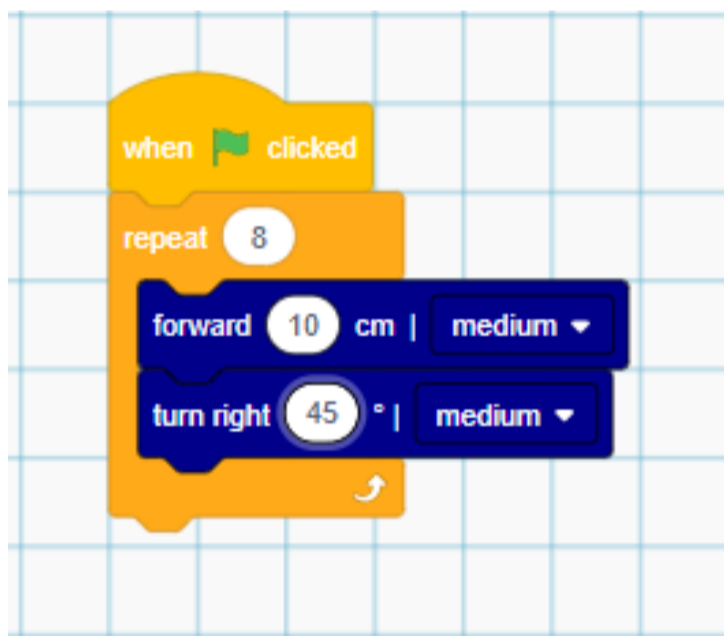 when clicked
repeat 8
forward 10 cm | medium
turn right 45 ° | medium